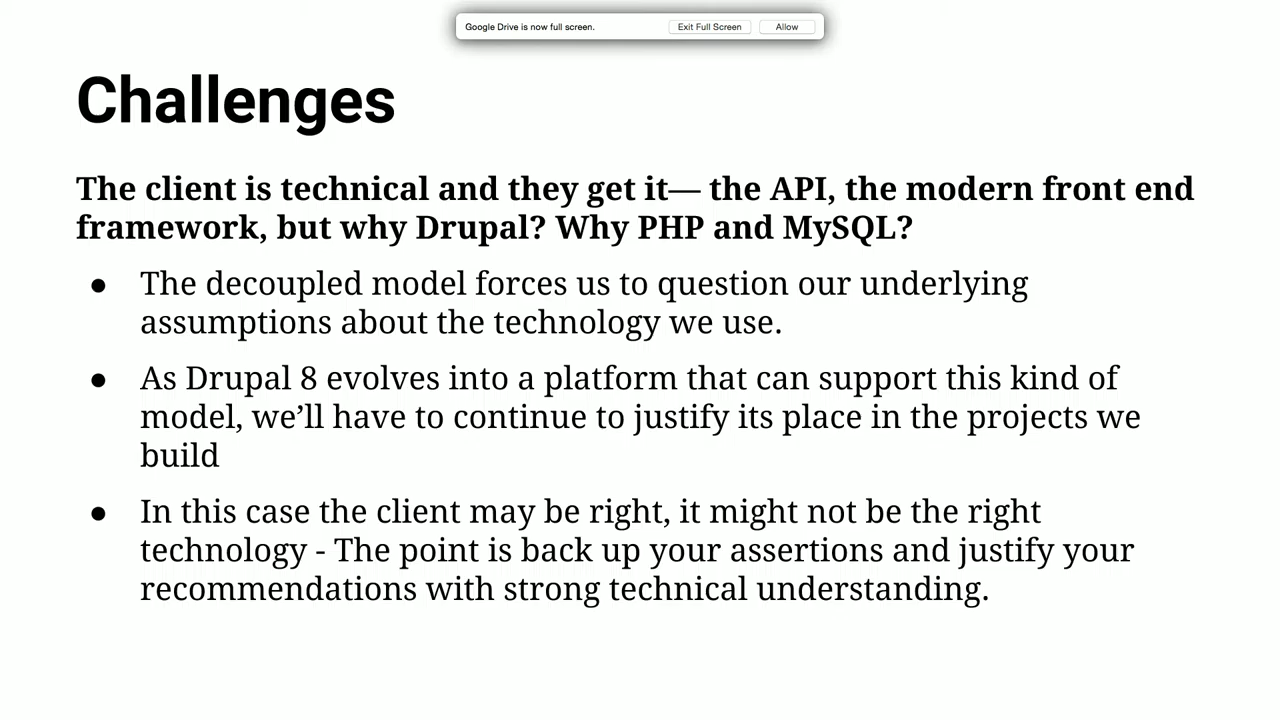 Google Drive is now full screen. Exit Full Screen Allow
Challenges
The client is technical and they get it— the API, the modern front end
framework, but why Drupal? Why PHP and MySQL?
● The decoupled model forces us to question our underlying
assumptions about the technology we use.
● As Drupal 8 evolves into a platform that can support this kind of
model, we’ll have to continue to justify its place in the projects we
build
● In this case the client may be right, it might not be the right
technology - The point is back up your assertions and justify your
recommendations with strong technical understanding.